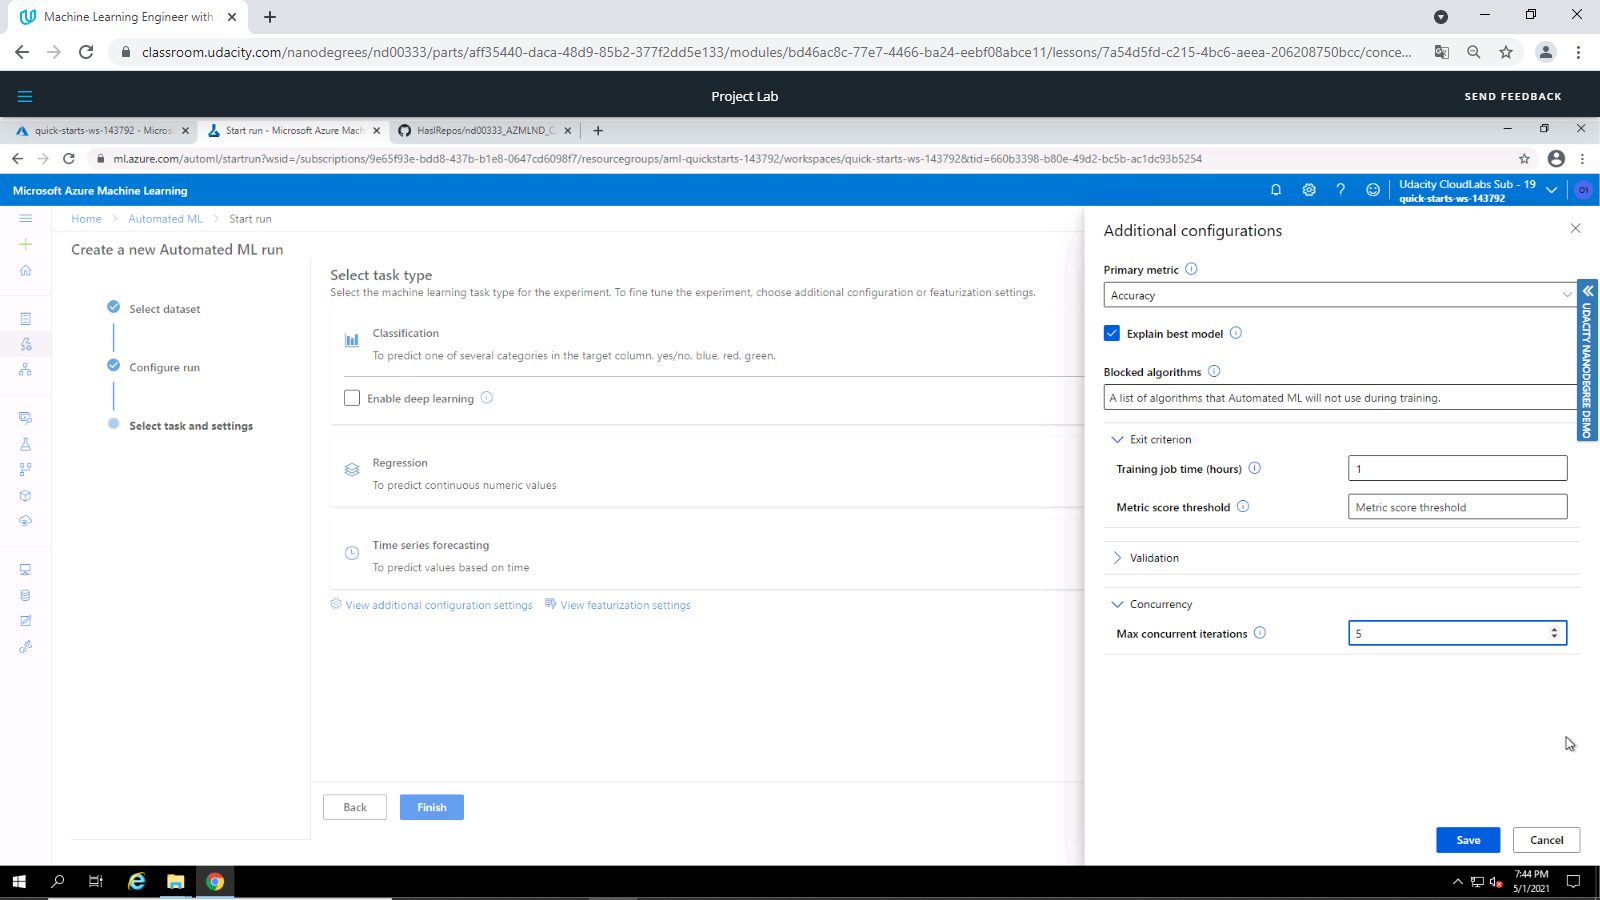 Machine Learning Engineer with
classroom.udacity.com/nanodegrees/nd00333/parts/aff35440-daca-48d9-85b2-377f2dd5e133/modules/bd46ac8c-77e7-4466-ba24-eebf08abce11/lessons/7a54d5fd-c215-4bc6-aeea-206208750bcc/conce...
Project Lab
SEND FEEDBACK
quick-starts-ws-143792 - Micros
Start run - Microsoft Azure Mach
HaslRepos/nd00333_AZMLND_C
ml.azure.com/automl/startrun?wsid=/subscriptions/9e65f93e-bdd8-437b-b1e8-0647cd6098f7/resourcegroups/aml-quickstarts-143792/workspaces/quick-starts-ws-143792&tid=660b3398-b80e-49d2-bc5b-ac1dc93b5254
Microsoft Azure Machine Learning
Udacity CloudLabs Sub - 19
quick-starts-ws-143792
O1
Home
Automated ML
Start run
Create a new Automated ML run
Select dataset
Configure run
Select task and settings
Select task type
Select the machine learning task type for the experiment. To fine tune the experiment, choose additional configuration or featurization settings.
Classification
To predict one of several categories in the target column. yes/no, blue, red, green.
Enable deep learning
Regression
To predict continuous numeric values
Time series forecasting
To predict values based on time
View additional configuration settings
View featurization settings
Back
Finish
Additional configurations
Primary metric
Accuracy
Explain best model
Blocked algorithms
A list of algorithms that Automated ML will not use during training.
Exit criterion
Training job time (hours)
1
Metric score threshold
Metric score threshold
Validation
Concurrency
Max concurrent iterations
5
Save
Cancel
UDACITY NANODEGREE DEMO
7:44 PM
5/1/2021